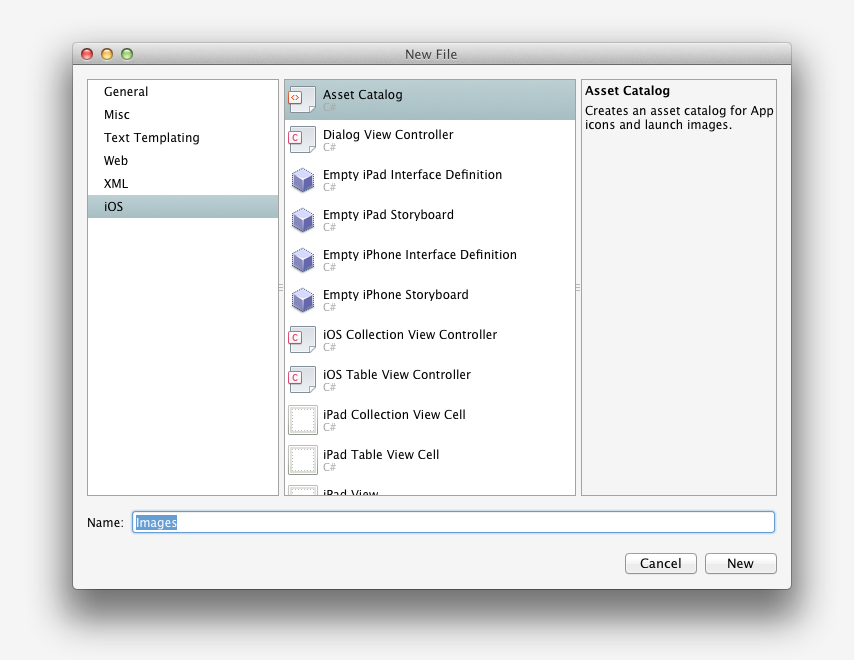 New File
General
Misc
Text Templating
Web
XML
iOS
Asset Catalog
C#
Dialog View Controller
C#
Empty iPad Interface Definition
C#
Empty iPad Storyboard
C#
Empty iPhone Interface Definition
C#
Empty iPhone Storyboard
C#
iOS Collection View Controller
C#
iOS Table View Controller
C#
iPad Collection View Cell
C#
iPad Table View Cell
C#
iPad View
Asset Catalog
Creates an asset catalog for App
icons and launch images.
Name: Images
Cancel New